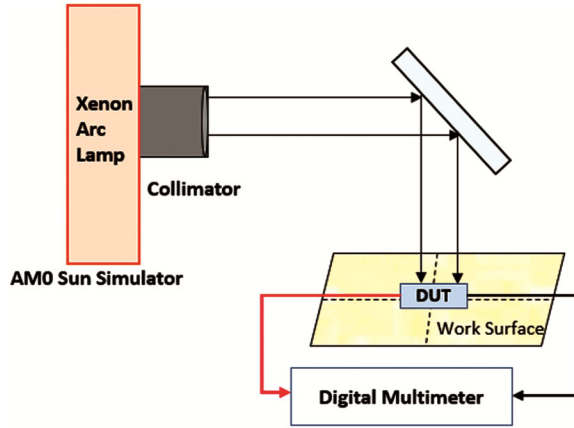 Xenon
Arc
Lamp
Collimator
AM0 Sun Simulator
DUT
Work Surface
Digital Multimeter